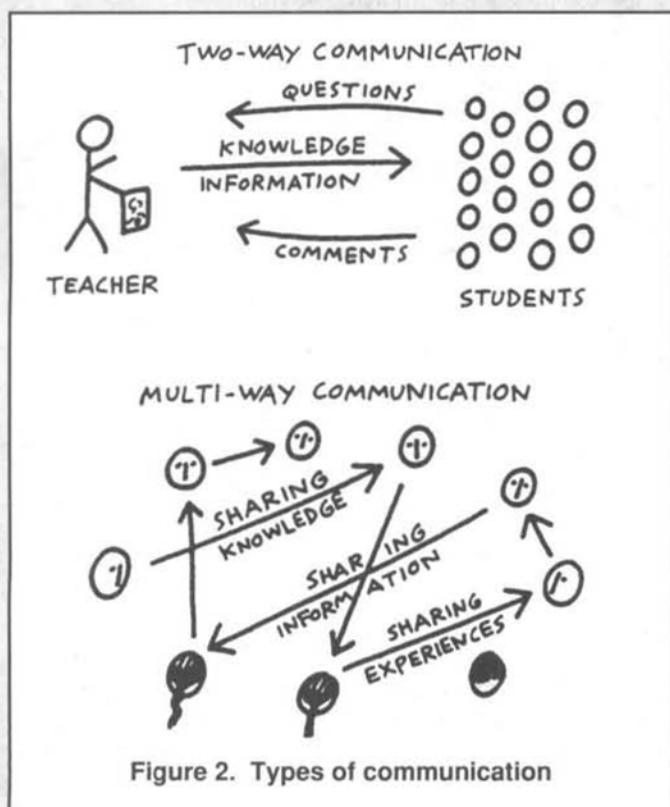 TWO-WAY COMMUNICATION
QUESTIONS
KNOWLEDGE
INFORMATION
COMMENTS
TEACHER
STUDENTS
MULTI-WAY COMMUNICATION
SHARING
KNOWLEDGE
SHARING
INFORMATION
SHARING
EXPERIENCES
Figure 2. Types of communication